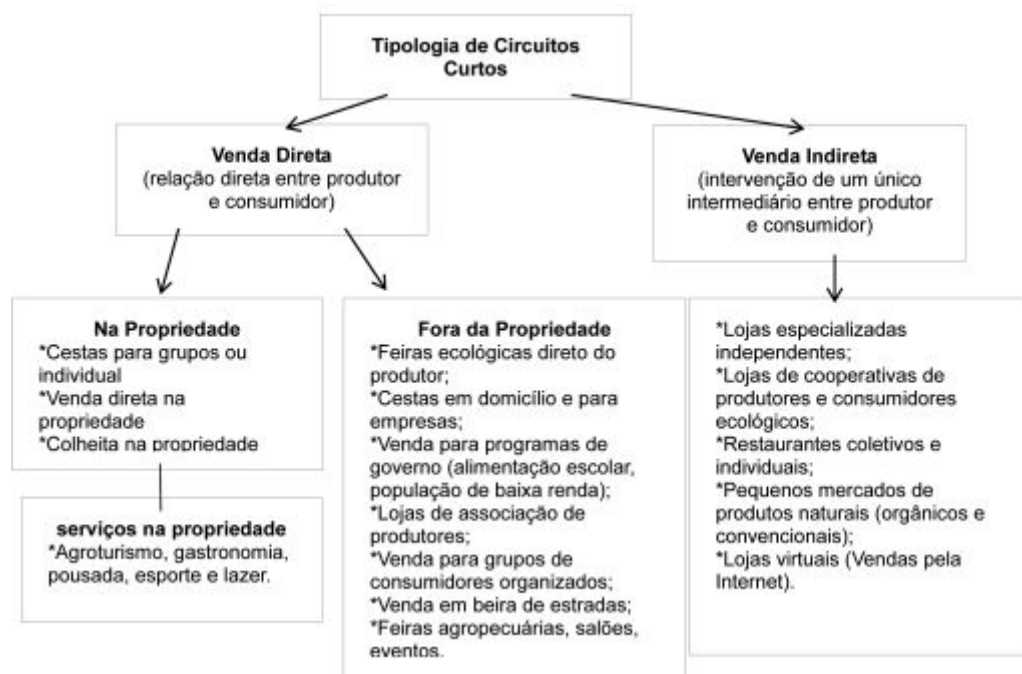 Tipologia de Circuitos
Curtos
Venda Direta
(relação direta entre produtor
e consumidor)
Venda Indireta
(intervenção de um único
intermediário entre produtor
e consumidor)
Na Propriedade
*Cestas para grupos ou
individual
*Venda direta na
propriedade
*Colheita na propriedade
serviços na propriedade
*Agroturismo, gastronomia,
pousada, esporte e lazer.
Fora da Propriedade
*Feiras ecológicas direto do
produtor;
*Cestas em domicílio e para
empresas;
*Venda para programas de
governo (alimentação escolar,
população de baixa renda);
*Lojas de associação de
produtores;
*Venda para grupos de
consumidores organizados;
*Venda em beira de estradas;
*Feiras agropecuárias, salões,
eventos.
*Lojas especializadas
independentes;
*Lojas de cooperativas de
produtores e consumidores
ecológicos;
*Restaurantes coletivos e
individuais;
*Pequenos mercados de
produtos naturais (orgânicos e
convencionais);
*Lojas virtuais (Vendas pela
Internet).